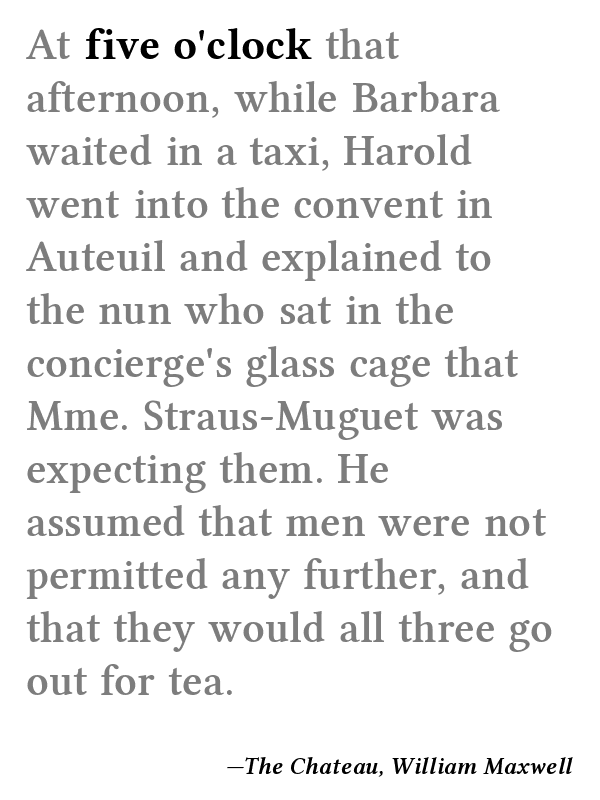 At five o'clock that
afternoon, while Barbara
waited in a taxi, Harold
went into the convent in
Auteuil and explained to
the nun who sat in the
concierge's glass cage that
Mme. Straus-Muguet was
expecting them. He
assumed that men were not
permitted any further, and
that they would all three go
out for tea.
—The Chateau, William Maxwell